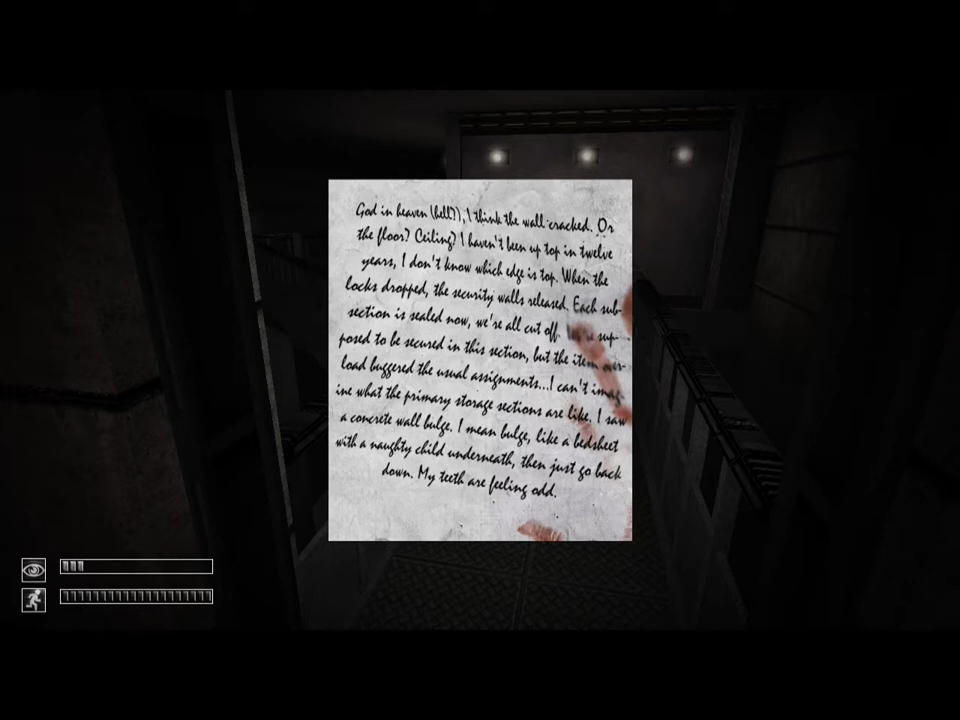 God in heaven (hell?), I think the wall cracked. Or
the floor? Ceiling? I haven't been up top in twelve
years, I don't know which edge is top. When the
locks dropped, the security walls released. Each sub-
section is sealed now, we're all cut off. sup-
posed to be secured in this section, but the item over-
load buggered the usual assignments...I can't imag-
ine what the primary storage sections are like. I saw
a concrete wall bulge. I mean bulge, like a bedsheet
with a naughty child underneath, then just go back
down. My teeth are feeling odd.